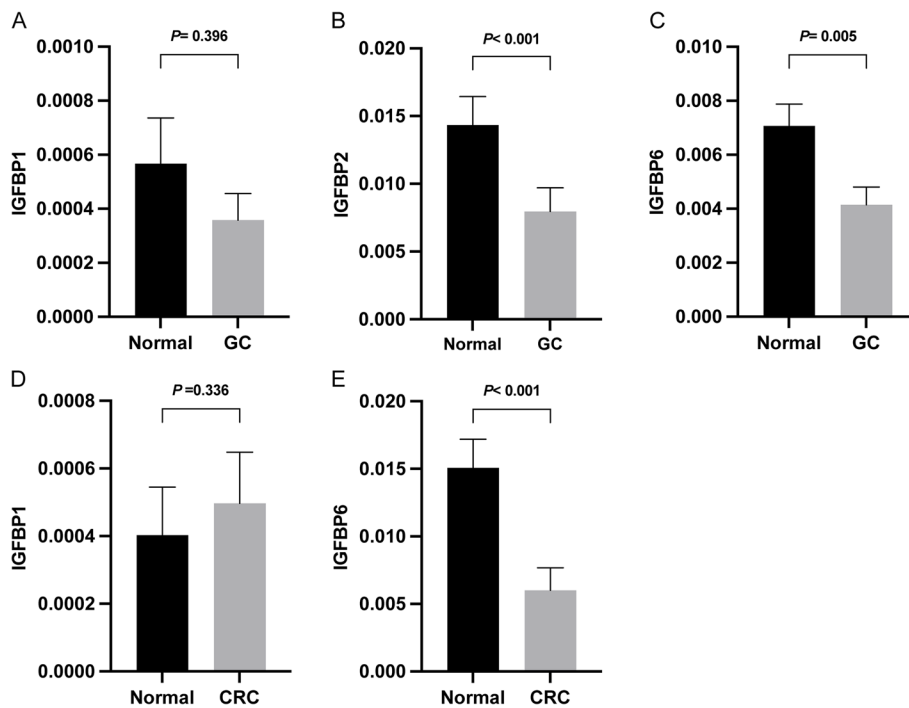 A
P= 0.396
0.0010
0.0008
0.0006
0.0004
0.0002
0.0000
IGFBP1
Normal
GC
B
P< 0.001
0.020
0.015
0.010
0.005
0.000
IGFBP2
Normal
GC
C
P= 0.005
0.010
0.008
0.006
0.004
0.002
0.000
IGFBP6
Normal
GC
D
P =0.336
0.0008
0.0006
0.0004
0.0002
0.0000
IGFBP1
Normal
CRC
E
P< 0.001
0.020
0.015
0.010
0.005
0.000
IGFBP6
Normal
CRC